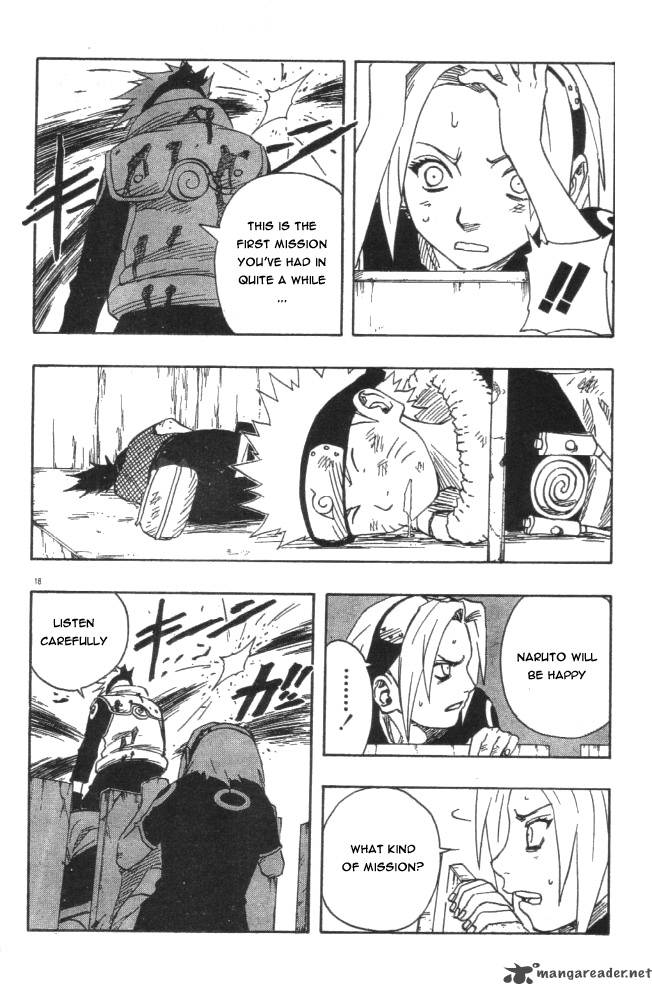 !!
THIS IS THE
FIRST MISSION
YOU'VE HAD IN
QUITE A WHILE
...
18
NARUTO WILL
BE HAPPY
......
WHAT KIND
OF MISSION?
LISTEN
CAREFULLY
mangareader.net